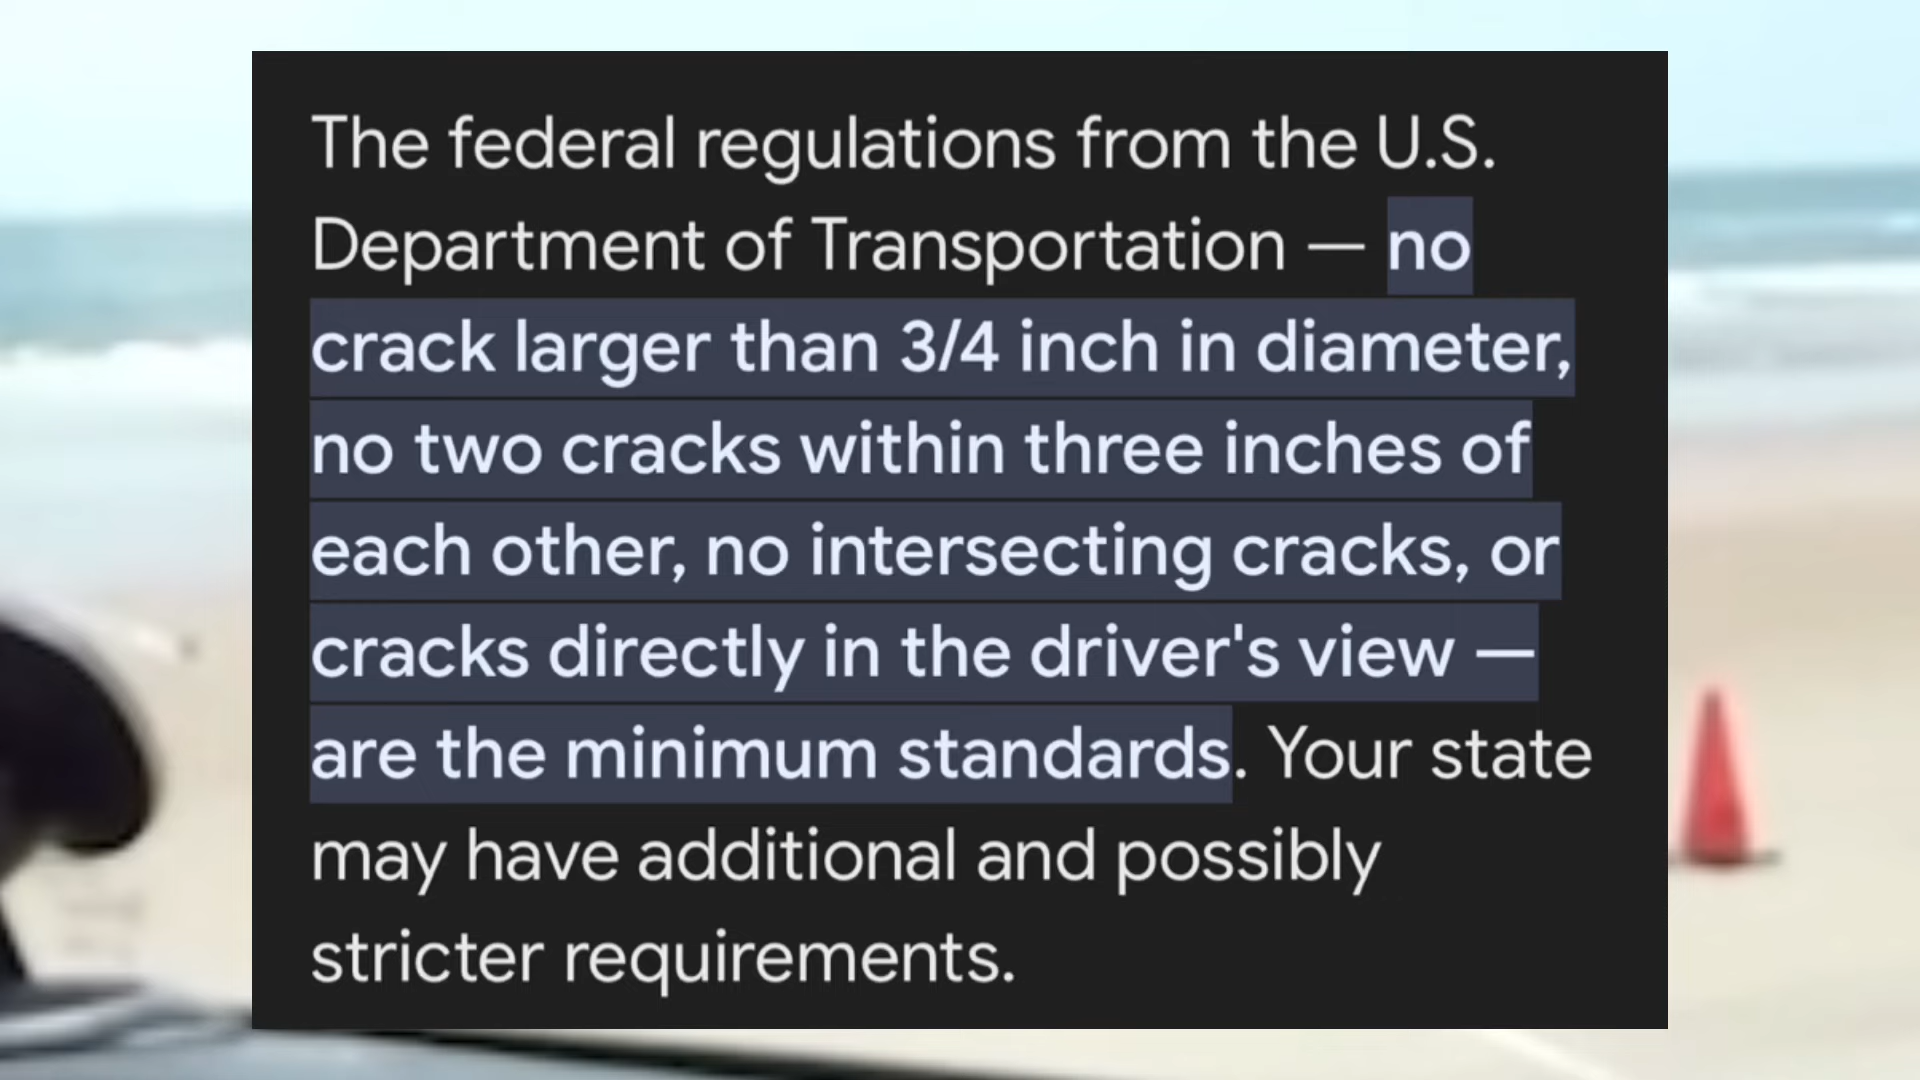 The federal regulations from the U.S.
Department of Transportation — no
crack larger than 3/4 inch in diameter,
no two cracks within three inches of
each other, no intersecting cracks, or
cracks directly in the driver's view —
are the minimum standards. Your state
may have additional and possibly
stricter requirements.